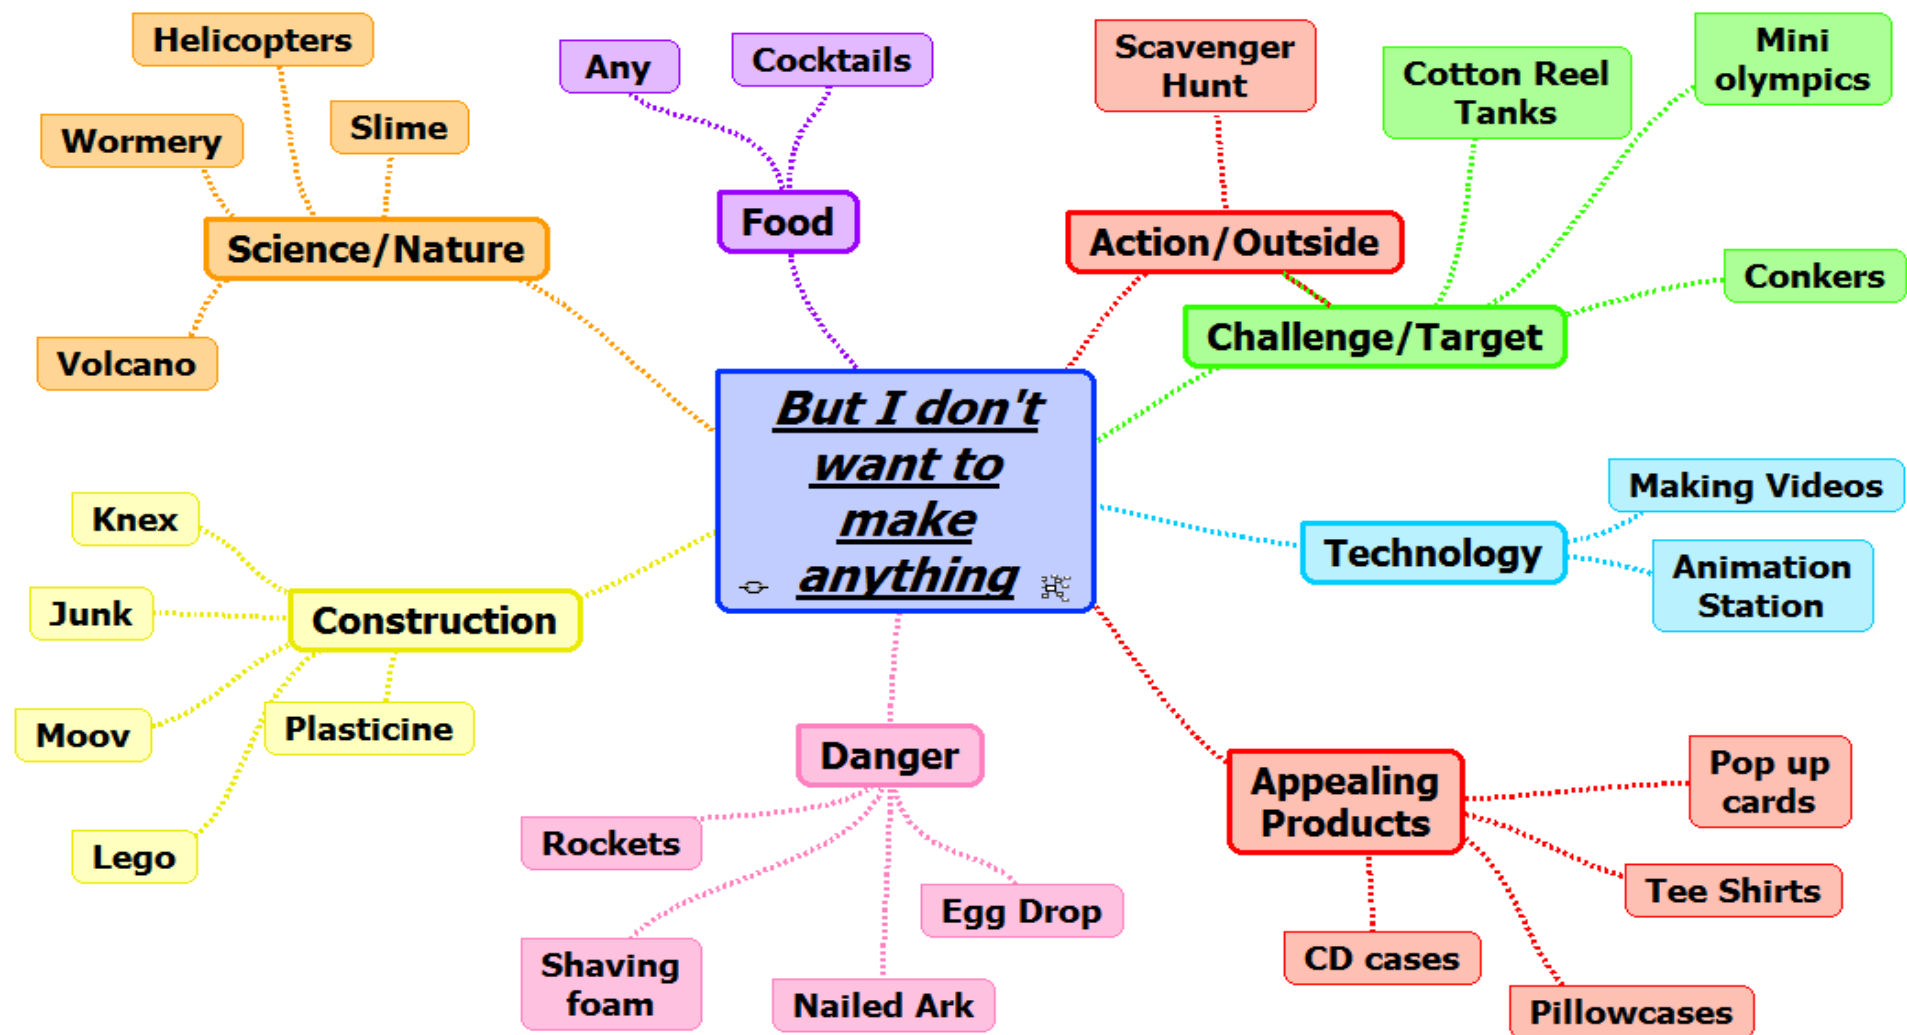 Helicopters
Wormery
Slime
Science/Nature
Volcano
Any
Cocktails
Food
Scavenger
Hunt
Action/Outside
Cotton Reel
Tanks
Mini
olympics
Conkers
Challenge/Target
But I don't
want to
make
anything
Making Videos
Technology
Animation
Station
Knex
Junk
Construction
Moov
Plasticine
Lego
Danger
Rockets
Egg Drop
Shaving
foam
Nailed Ark
Appealing
Products
Pop up
cards
Tee Shirts
CD cases
Pillowcases